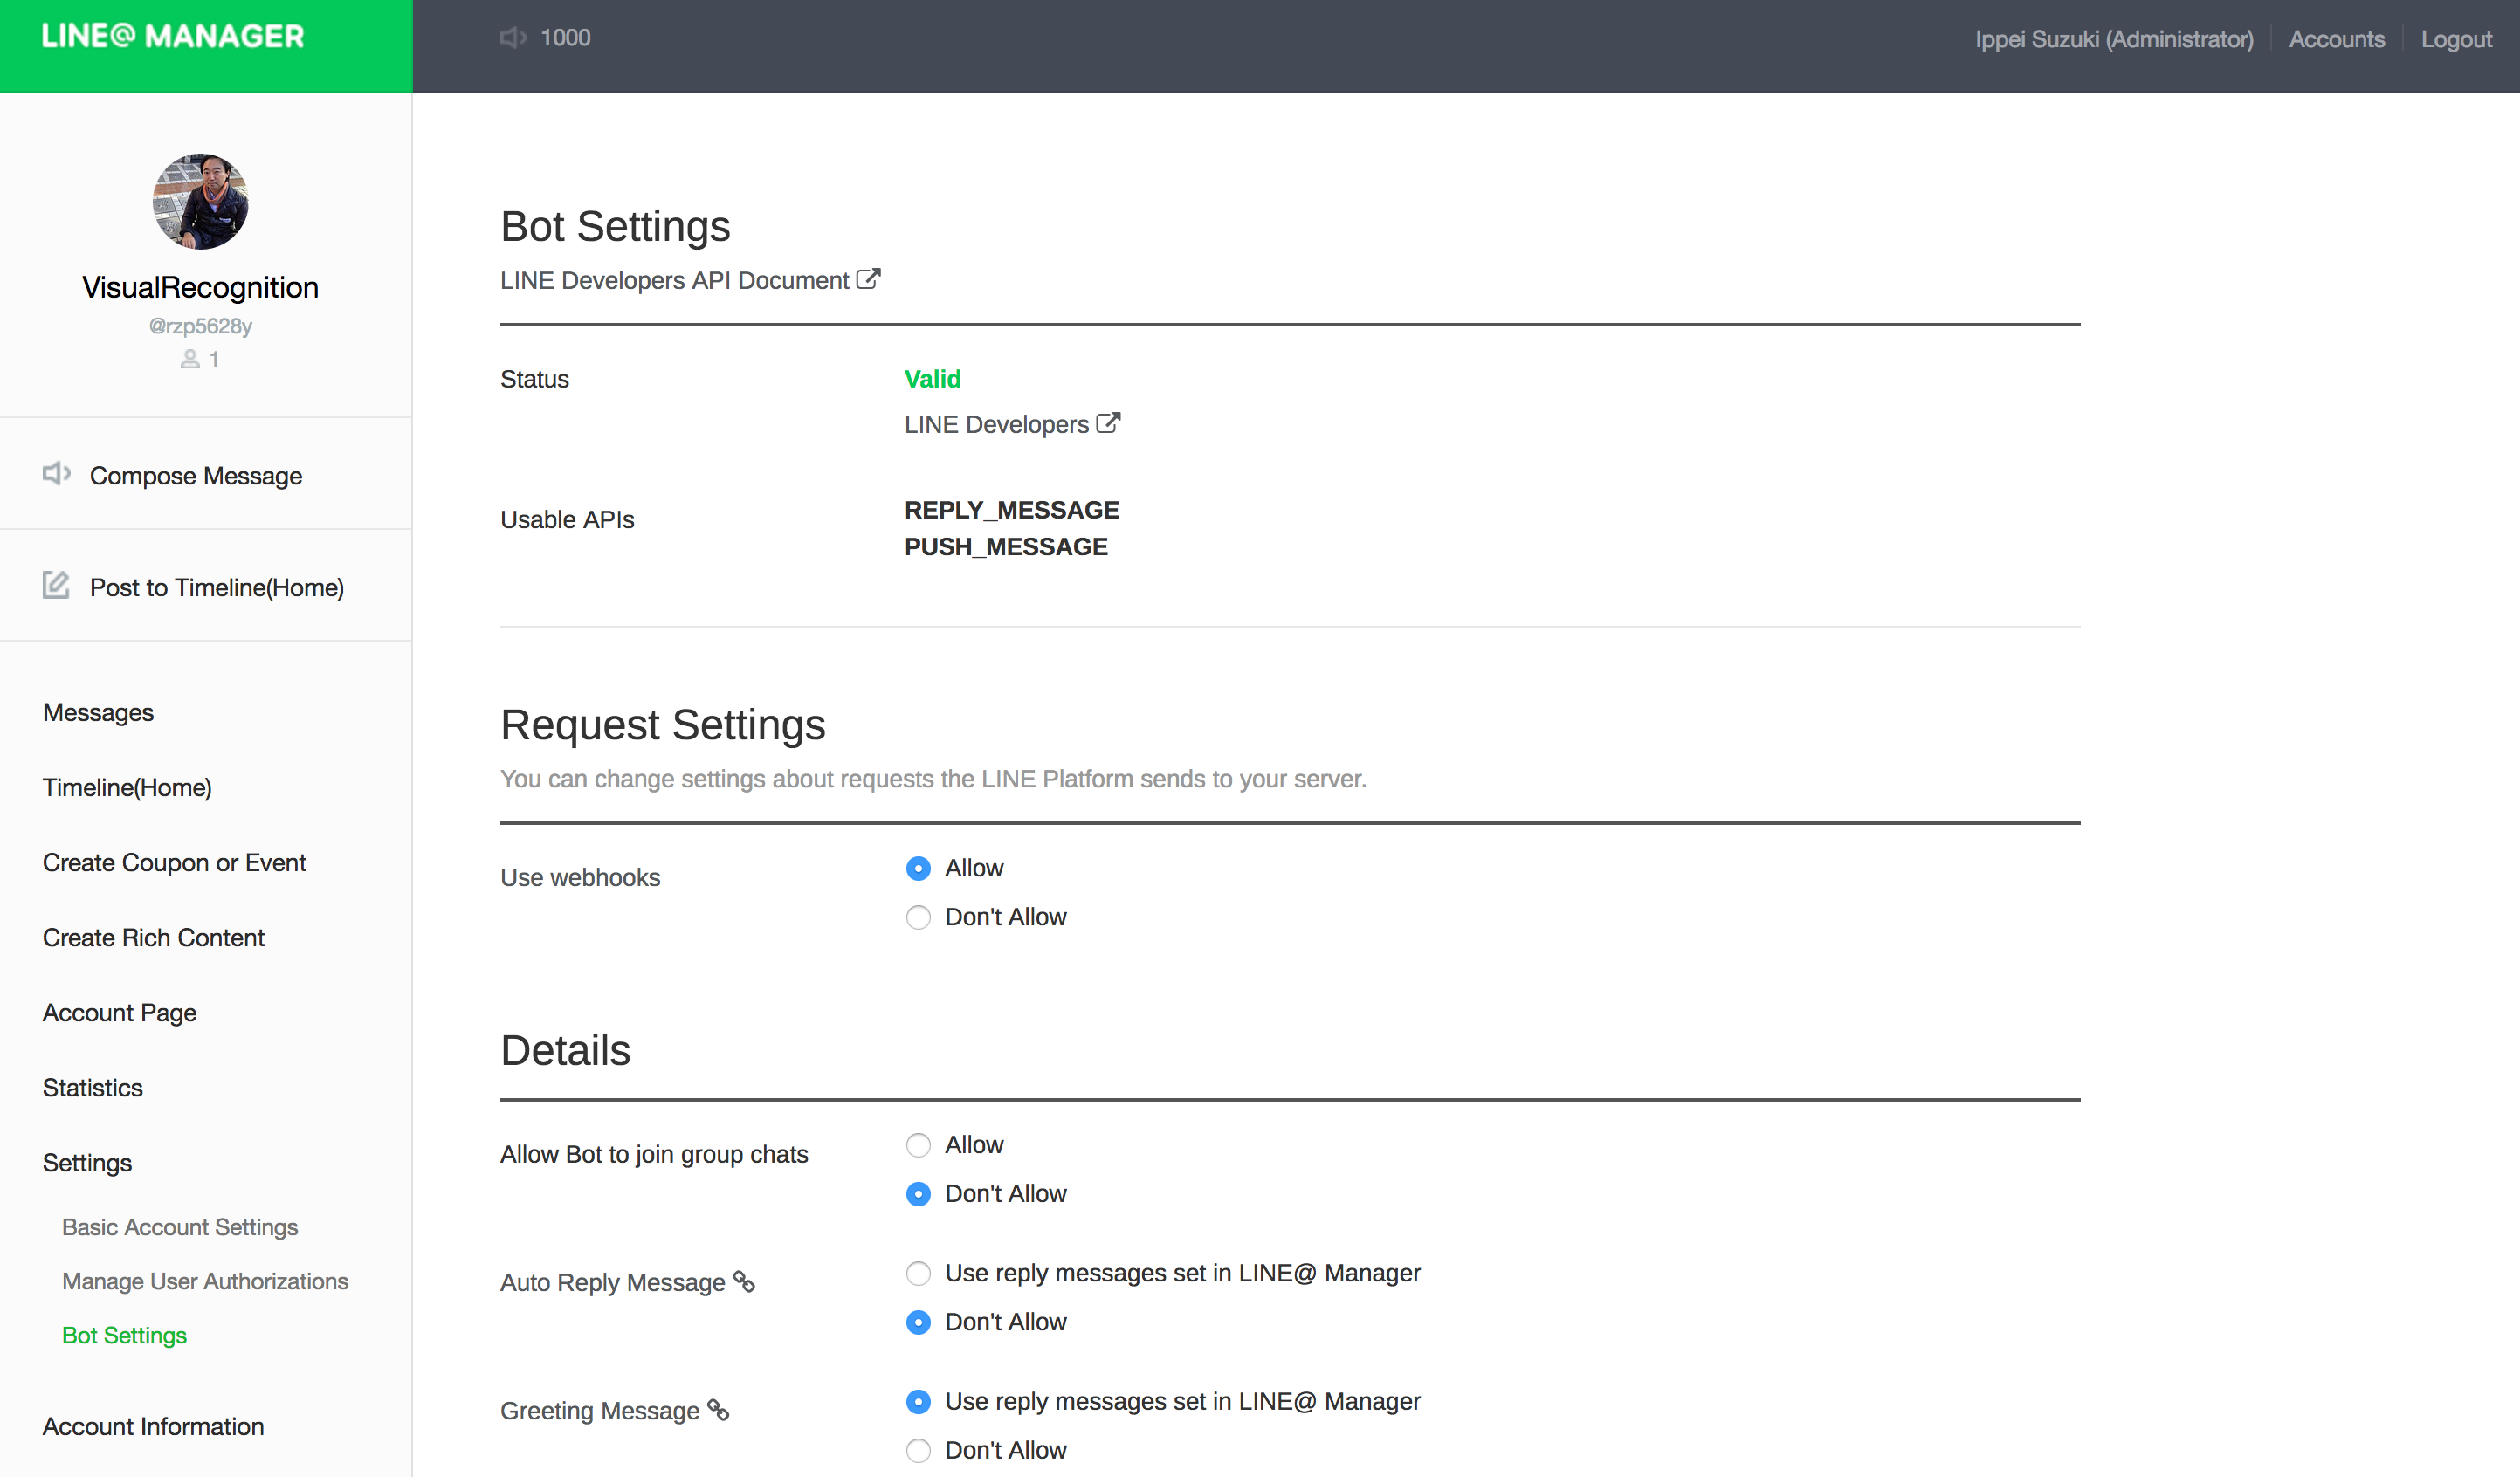 LINE@ MANAGER
1000
Ippei Suzuki (Administrator)
Accounts
Logout
VisualRecognition
@rzp5628y
1
Compose Message
Post to Timeline(Home)
Messages
Timeline(Home)
Create Coupon or Event
Create Rich Content
Account Page
Statistics
Settings
Basic Account Settings
Manage User Authorizations
Bot Settings
Account Information
Bot Settings
LINE Developers API Document
Status
Valid
LINE Developers
Usable APIs
REPLY_MESSAGE
PUSH_MESSAGE
Request Settings
You can change settings about requests the LINE Platform sends to your server.
Use webhooks
Allow
Don't Allow
Details
Allow Bot to join group chats
Allow
Don't Allow
Auto Reply Message
Use reply messages set in LINE@ Manager
Don't Allow
Greeting Message
Use reply messages set in LINE@ Manager
Don't Allow